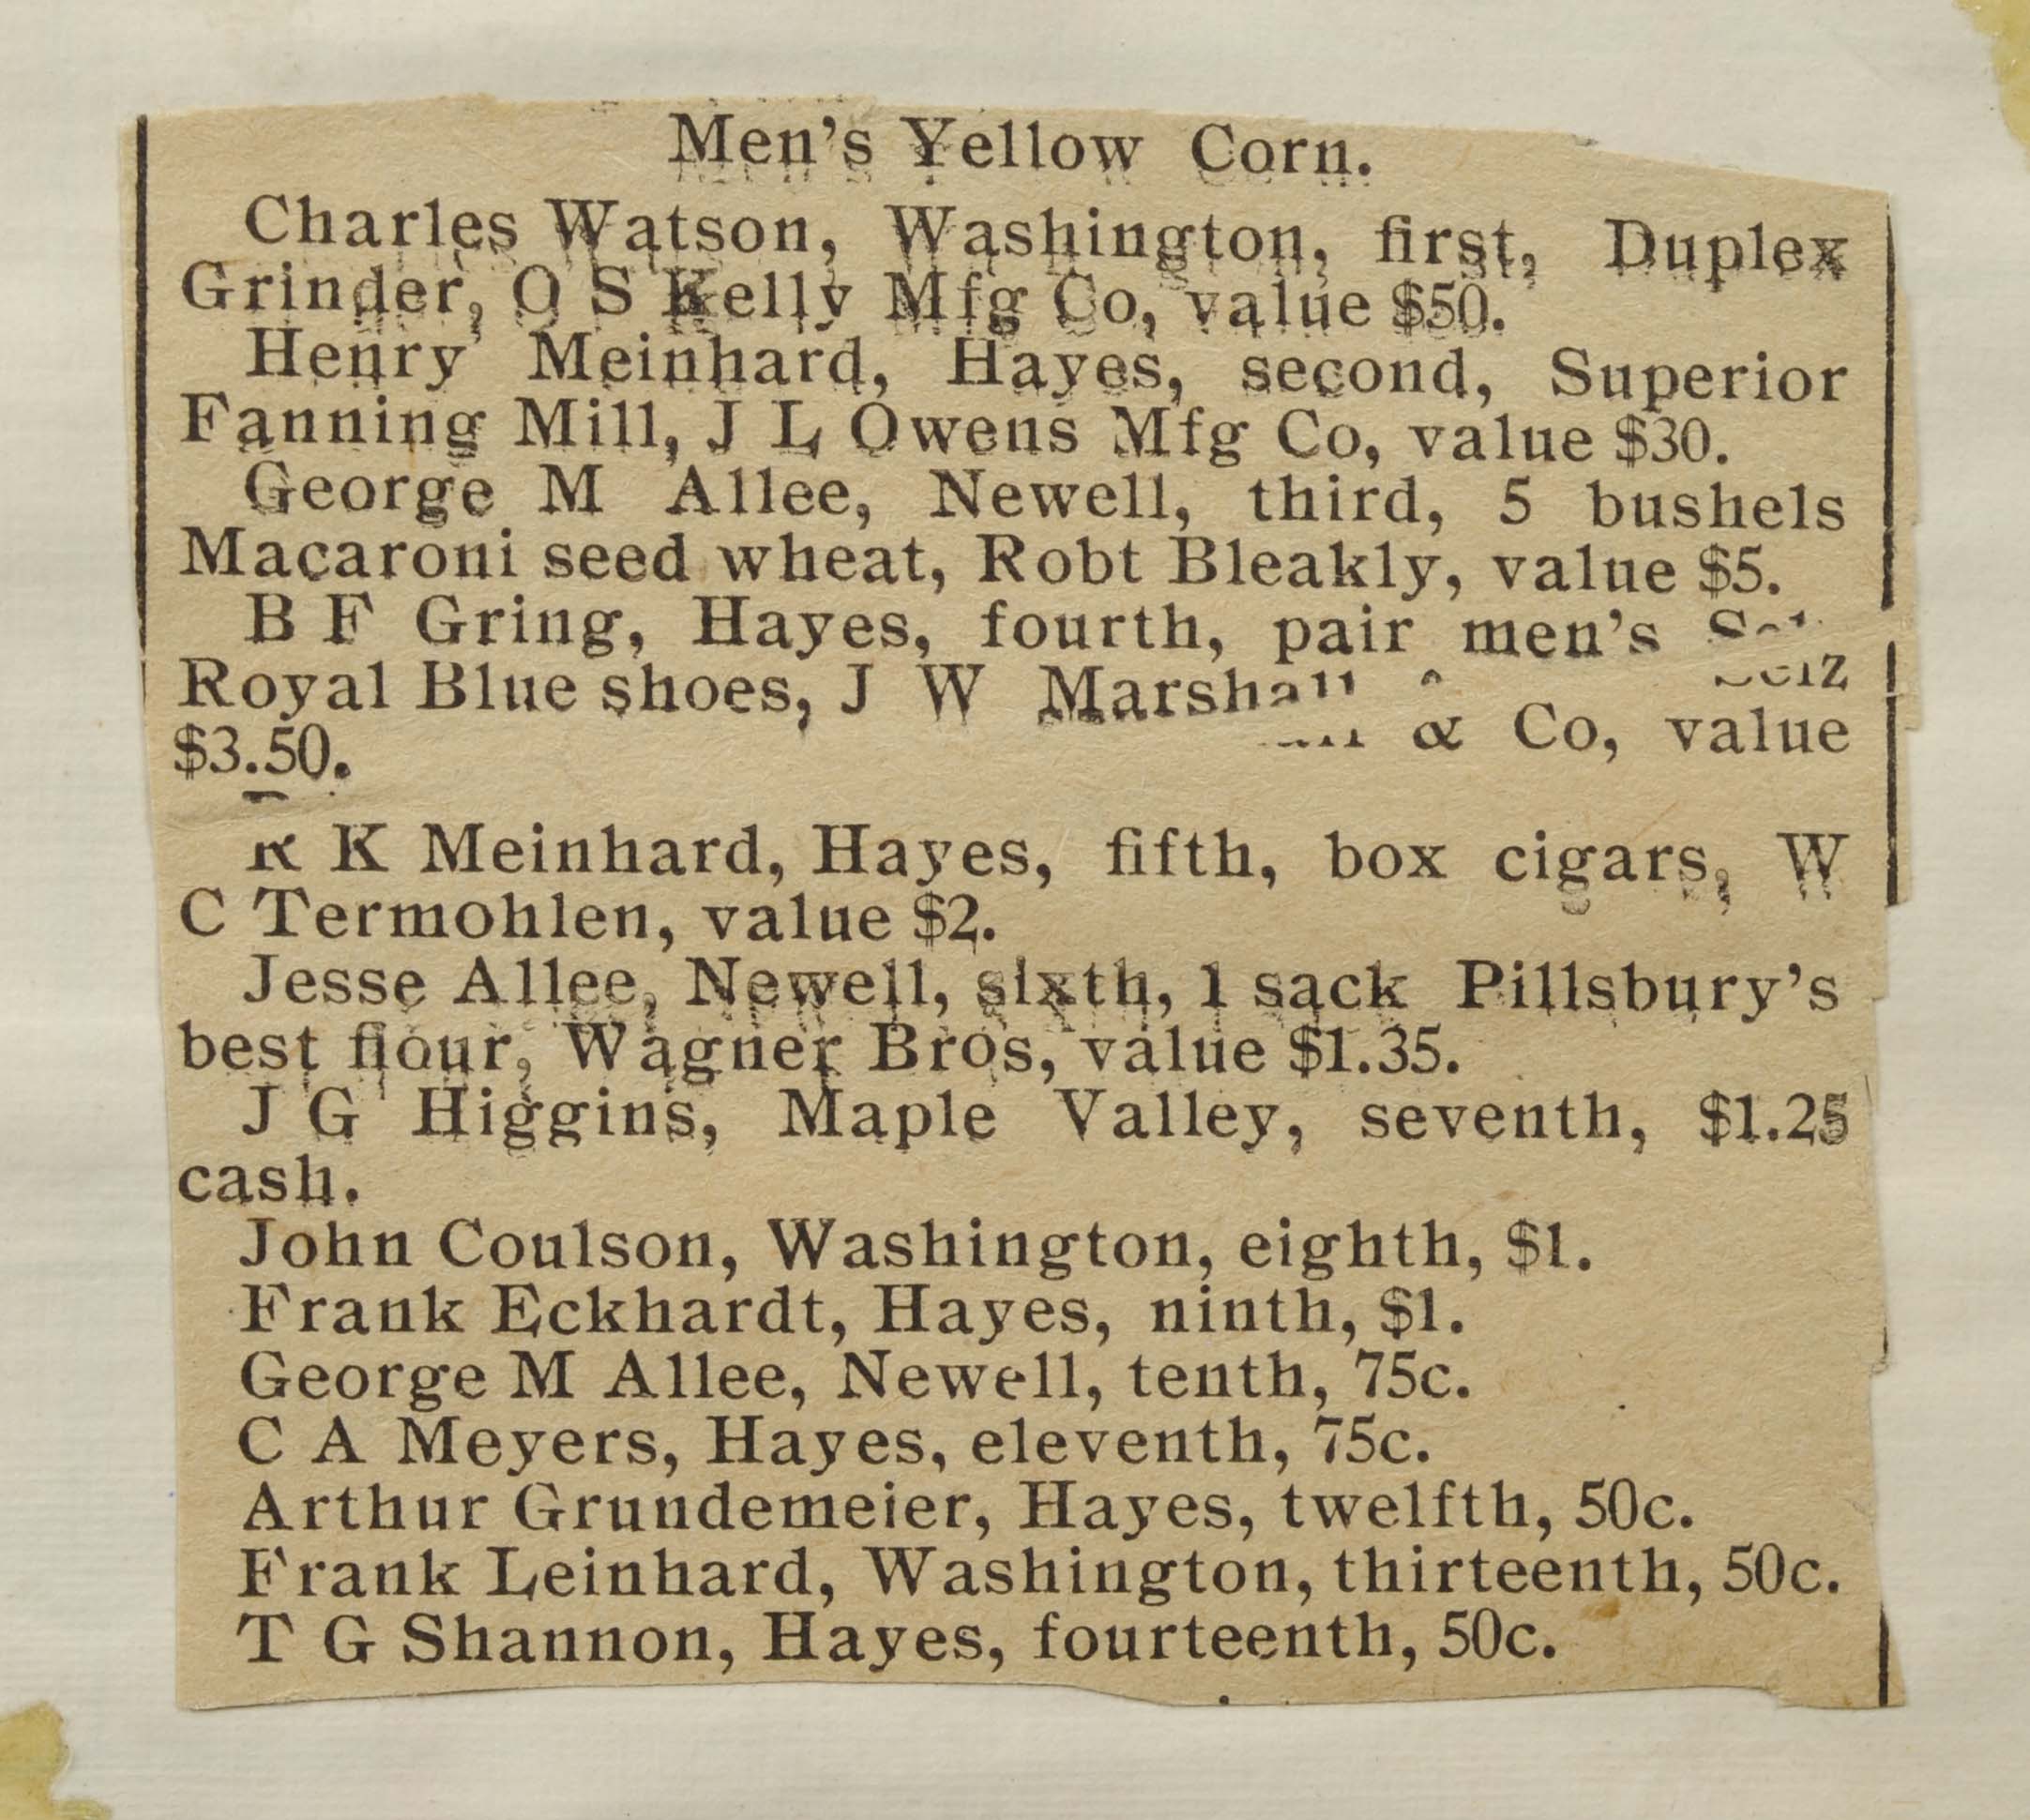 Men's Yellow Corn.
Charles Watson, Washington, first, Duplex
Grinder, O S Kelly Mfg Co, value $50.
Henry Meinhard, Hayes, second, Superior
Fanning Mill, J L Owens Mfg Co, value $30.
George M Allee, Newell, third, 5 bushels
Macaroni seed wheat, Robt Bleakly, value $5.
B F Gring, Hayes, fourth, pair men's Selz
Royal Blue shoes, J W Marshall & Co, value
$3.50.
R K Meinhard, Hayes, fifth, box cigars, W
C Termohlen, value $2.
Jesse Allee, Newell, sixth, 1 sack Pillsbury's
best flour, Wagner Bros, value $1.35.
J G Higgins, Maple Valley, seventh, $1.25
cash.
John Coulson, Washington, eighth, $1.
Frank Eckhardt, Hayes, ninth, $1.
George M Allee, Newell, tenth, 75c.
C A Meyers, Hayes, eleventh, 75c.
Arthur Grundemeier, Hayes, twelfth, 50c.
Frank Leinhard, Washington, thirteenth, 50c.
T G Shannon, Hayes, fourteenth, 50c.